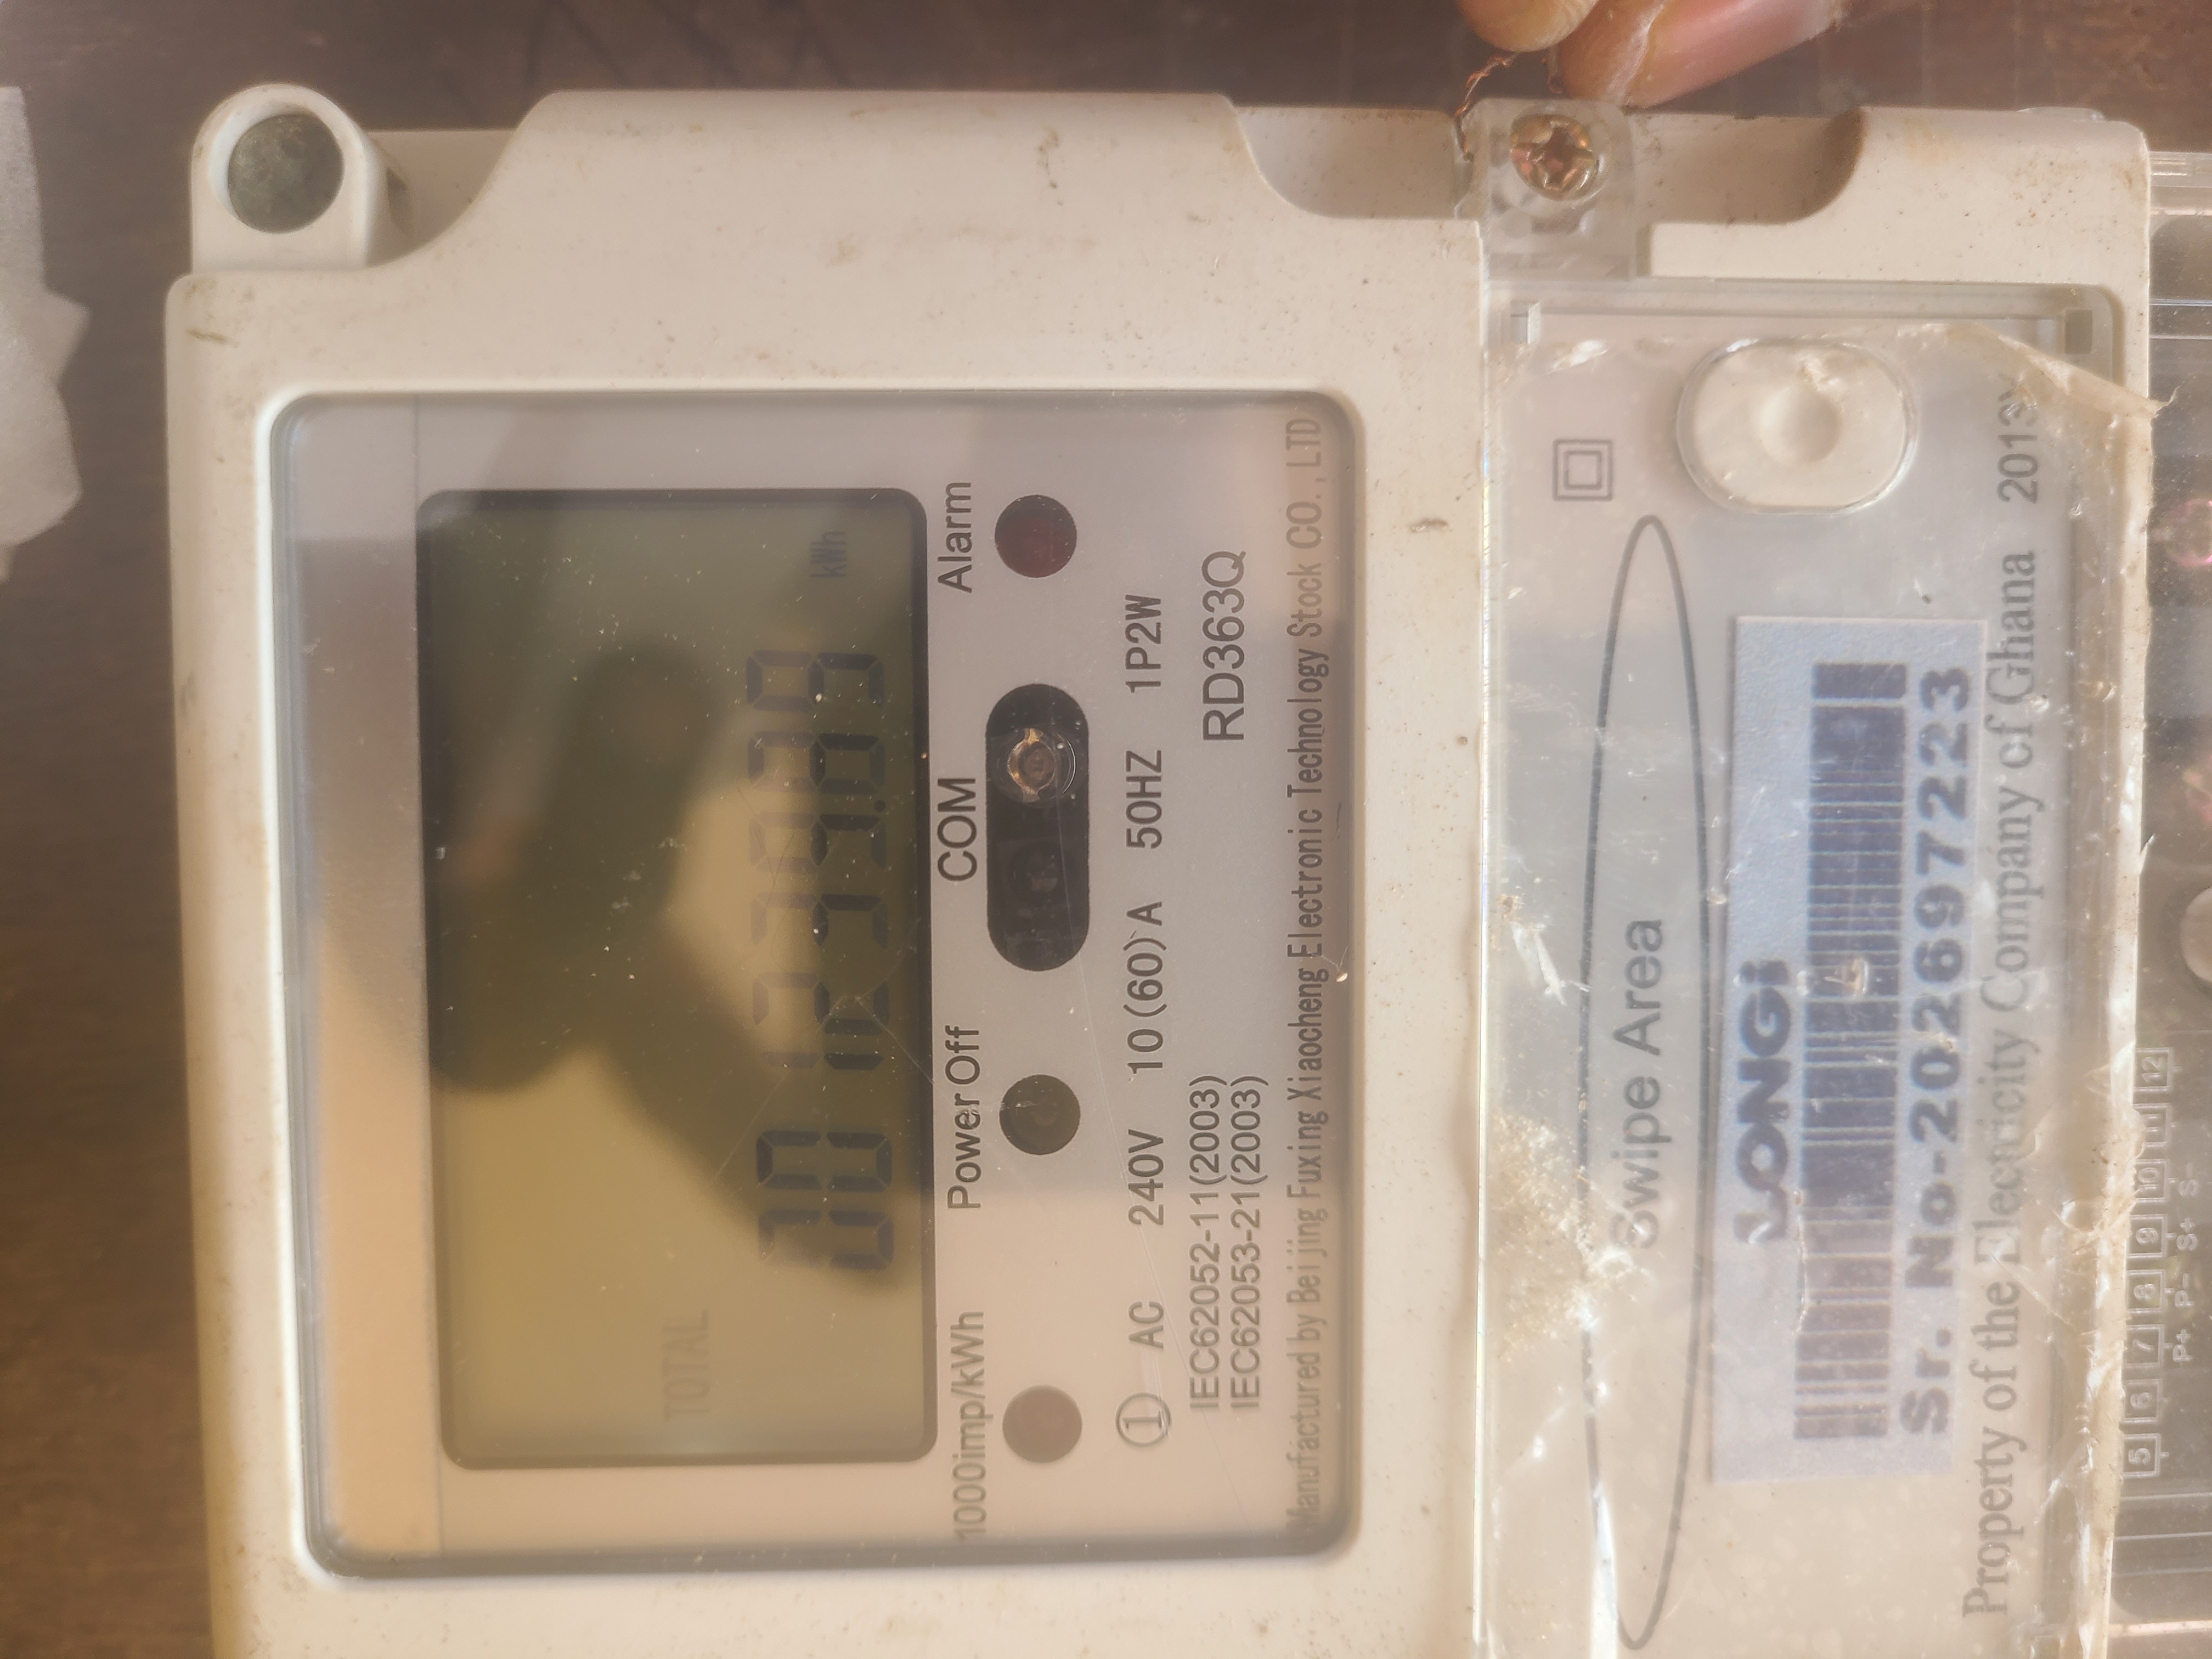 TOTAL
001239.89 kWh
1000imp/kWh Power Off COM Alarm
① AC 240V 10(60)A 50HZ 1P2W
IEC62052-11(2003)
IEC62053-21(2003)
RD363Q
Manufactured by Beijing Fuxing Xiaocheng Electronic Technology Stock CO.,LTD
Swipe Area
LONGi
Sr. No-202697223
Property of the Electricity Company of Ghana 2013Y
5 6 7 8 9 10 11 12
P+ P- S+ S-